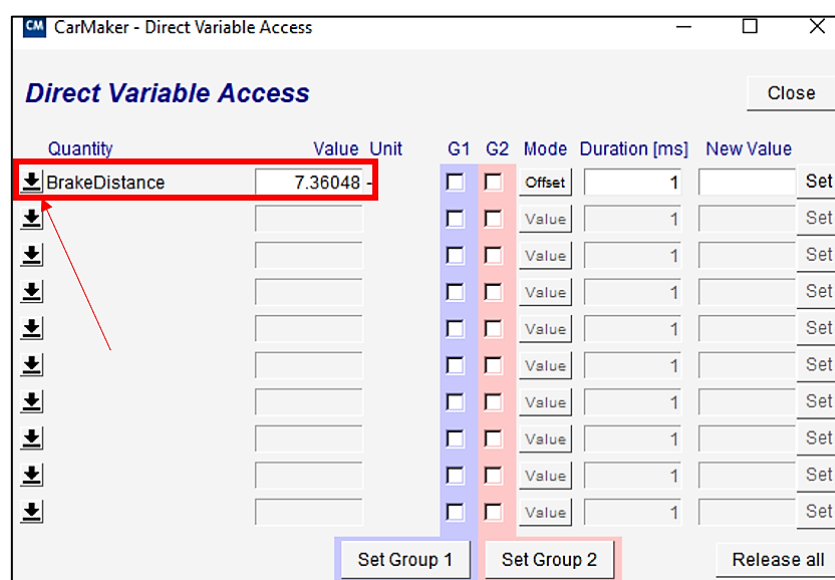 CM CarMaker - Direct Variable Access
Direct Variable Access
Close
Quantity Value Unit G1 G2 Mode Duration [ms] New Value
BrakeDistance 7.36048 - Offset 1 Set
Value 1 Set
Value 1 Set
Value 1 Set
Value 1 Set
Value 1 Set
Value 1 Set
Value 1 Set
Value 1 Set
Value 1 Set
Set Group 1 Set Group 2 Release all